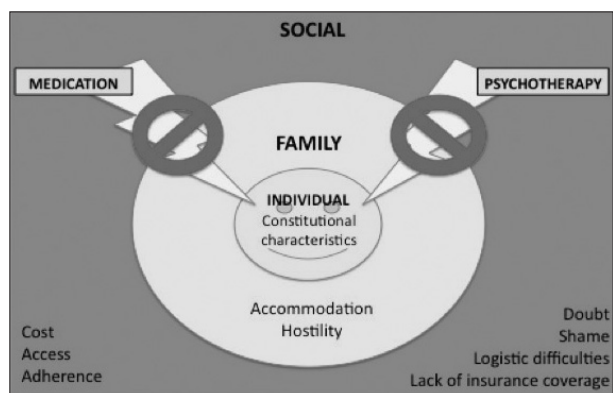 SOCIAL
MEDICATION
PSYCHOTHERAPY
FAMILY
INDIVIDUAL
Constitutional
characteristics
Accommodation
Hostility
Cost
Access
Adherence
Doubt
Shame
Logistic difficulties
Lack of insurance coverage